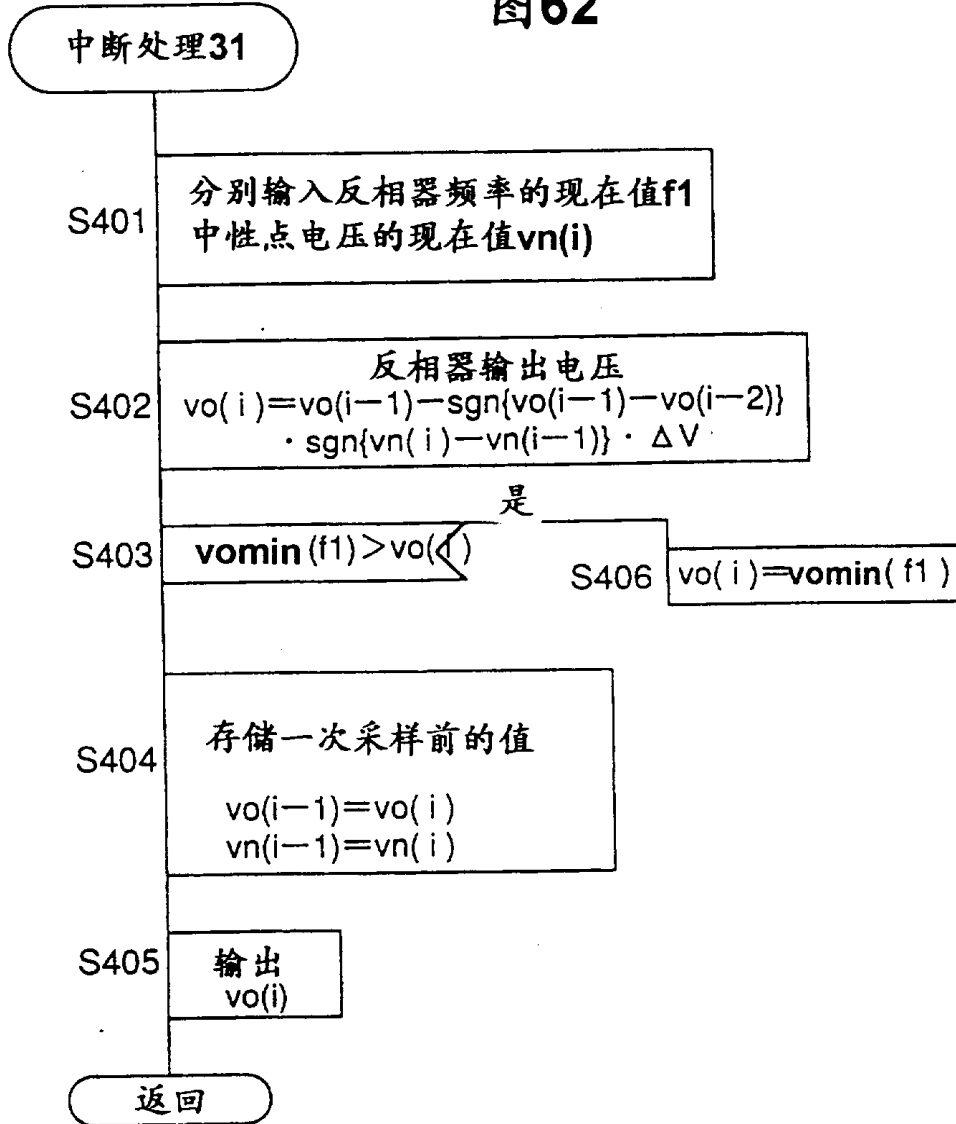 图62
中断处理31
S401
分别输入反相器频率的现在值f1
中性点电压的现在值vn(i)
S402
反相器输出电压
vo(i)=vo(i-1)-sgn{vo(i-1)-vo(i-2)}
·sgn{vn(i)-vn(i-1)}·ΔV
是
S403
vomin(f1)>vo(i)
S406
vo(i)=vomin(f1)
S404
存储一次采样前的值
vo(i-1)=vo(i)
vn(i-1)=vn(i)
S405
输出
vo(i)
返回